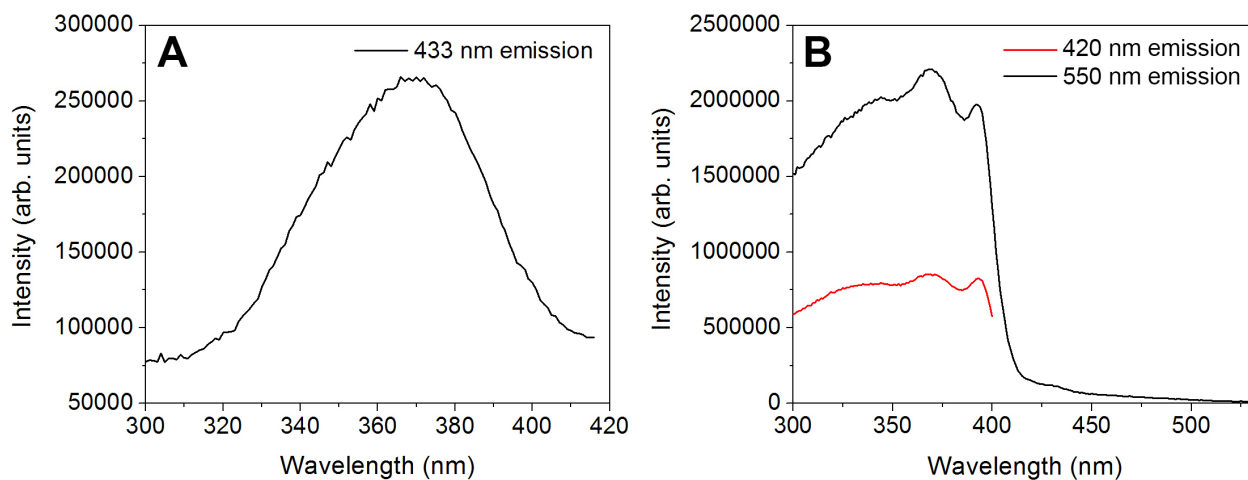 A
433 nm emission
300000
250000
200000
150000
100000
50000
300 320 340 360 380 400 420
Wavelength (nm)
Intensity (arb. units)
B
420 nm emission
550 nm emission
2500000
2000000
1500000
1000000
500000
0
300 350 400 450 500
Wavelength (nm)
Intensity (arb. units)